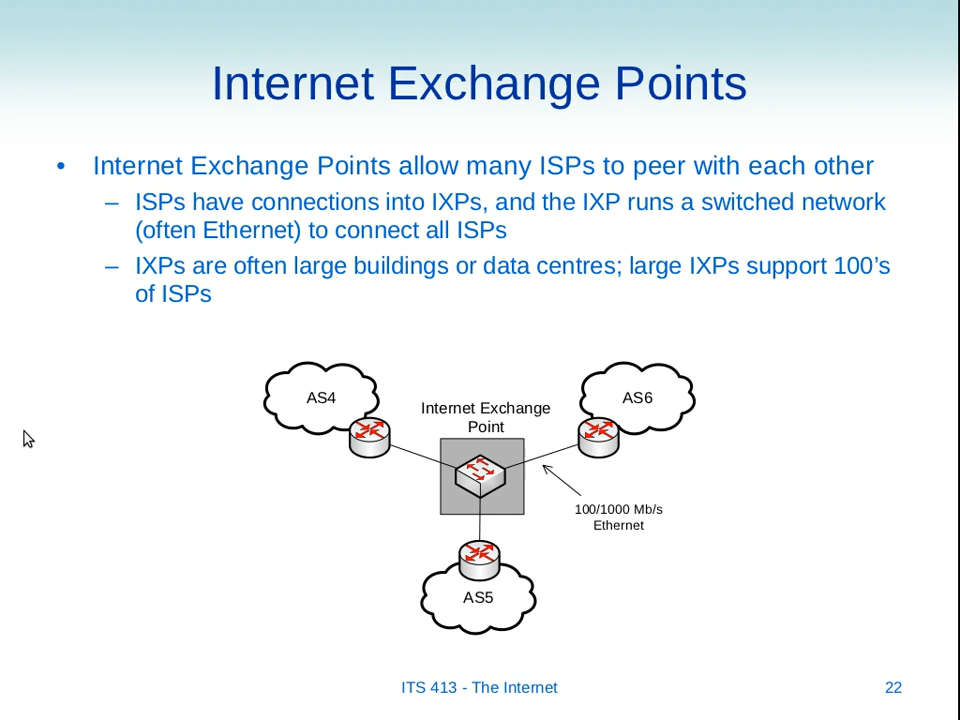 Internet Exchange Points
• Internet Exchange Points allow many ISPs to peer with each other
– ISPs have connections into IXPs, and the IXP runs a switched network
(often Ethernet) to connect all ISPs
– IXPs are often large buildings or data centres; large IXPs support 100’s
of ISPs
AS4
AS6
Internet Exchange
Point
100/1000 Mb/s
Ethernet
AS5
ITS 413 - The Internet
22